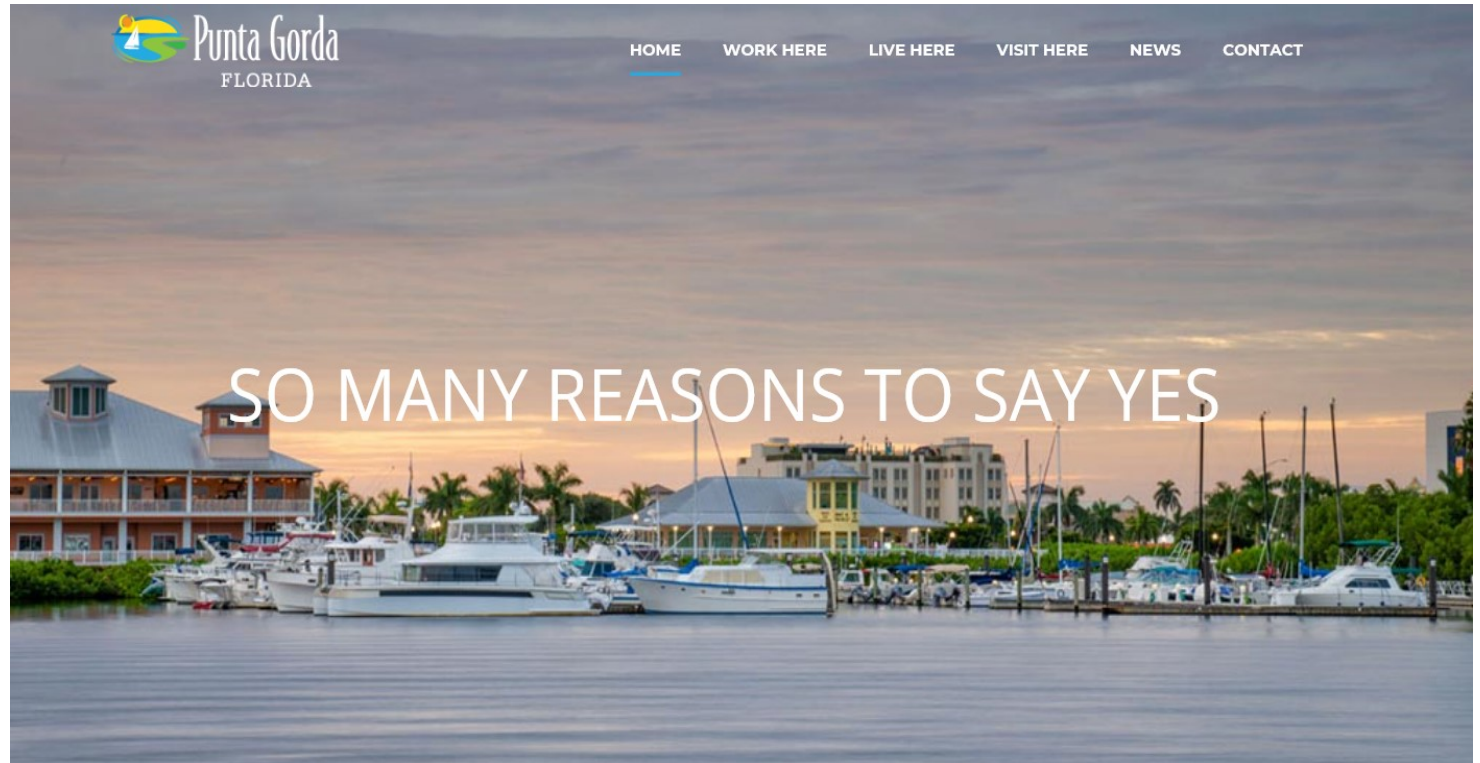 Punta Gorda
FLORIDA
HOME WORK HERE LIVE HERE VISIT HERE NEWS CONTACT
SO MANY REASONS TO SAY YES